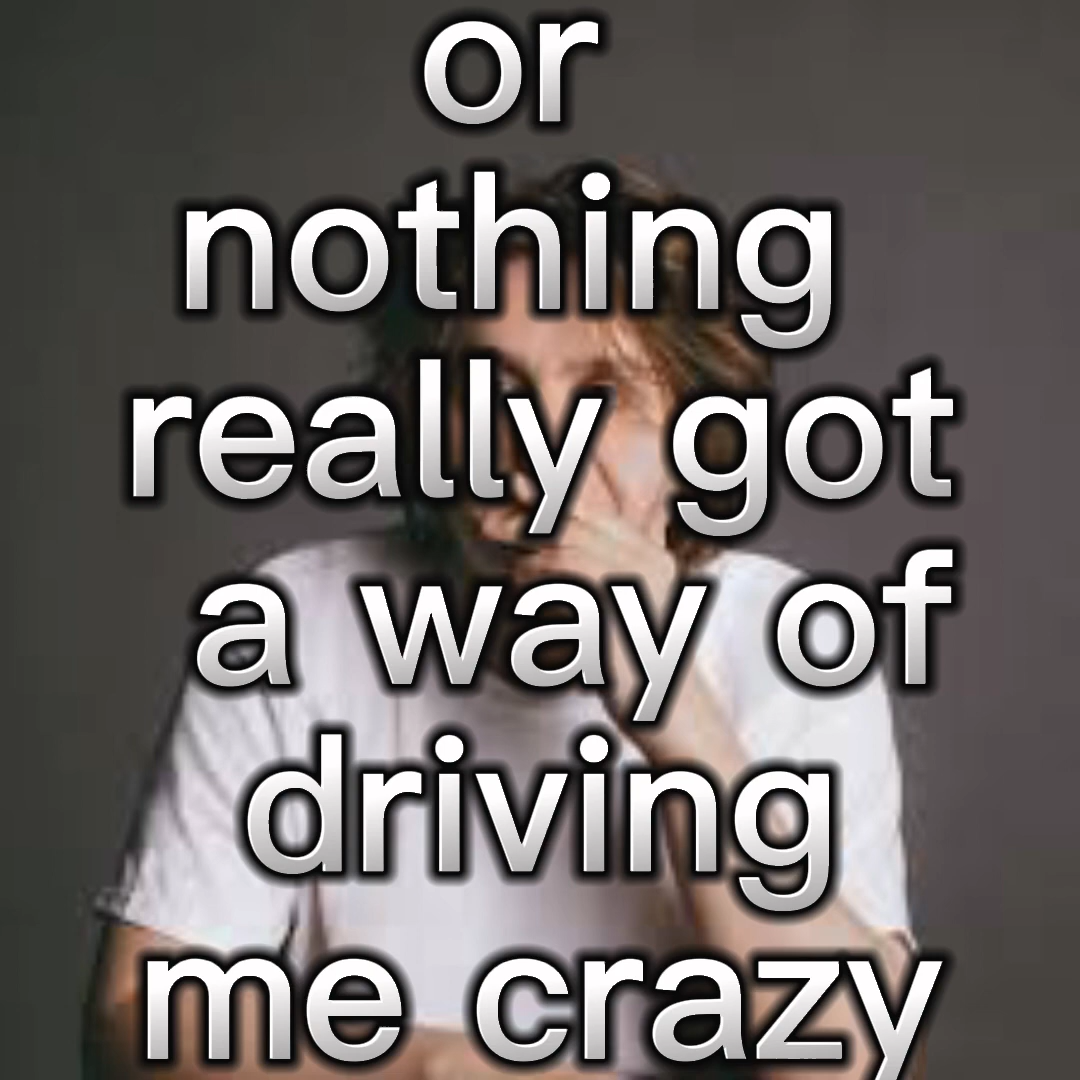 or
nothing
really got
a way of
driving
me crazy